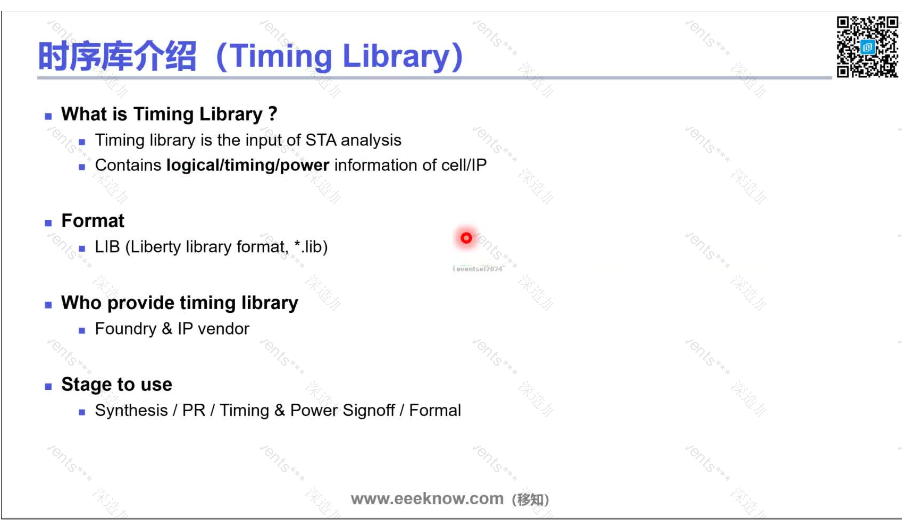 时序库介绍（Timing Library）
What is Timing Library？
Timing library is the input of STA analysis
Contains logical/timing/power information of cell/IP
Format
LIB (Liberty library format, *.lib)
Who provide timing library
Foundry & IP vendor
Stage to use
Synthesis / PR / Timing & Power Signoff / Formal
www.eeeknow.com（移知）